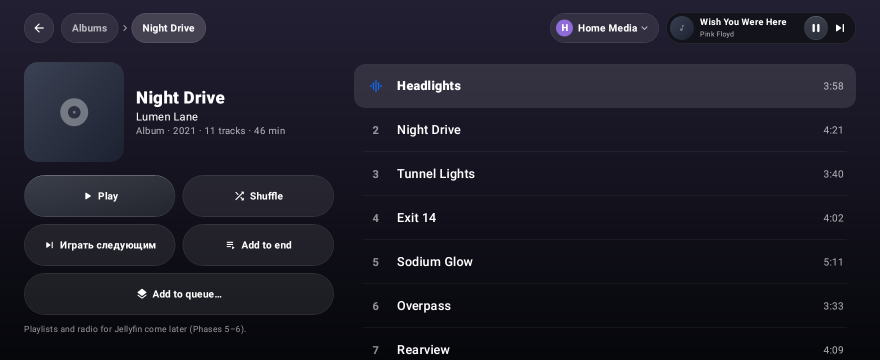 Albums
Night Drive
H Home Media
Wish You Were Here
Pink Floyd
Night Drive
Lumen Lane
Album · 2021 · 11 tracks · 46 min
Play
Shuffle
Играть следующим
Add to end
Add to queue…
Playlists and radio for Jellyfin come later (Phases 5–6).
Headlights 3:58
2 Night Drive 4:21
3 Tunnel Lights 3:40
4 Exit 14 4:02
5 Sodium Glow 5:11
6 Overpass 3:33
7 Rearview 4:09